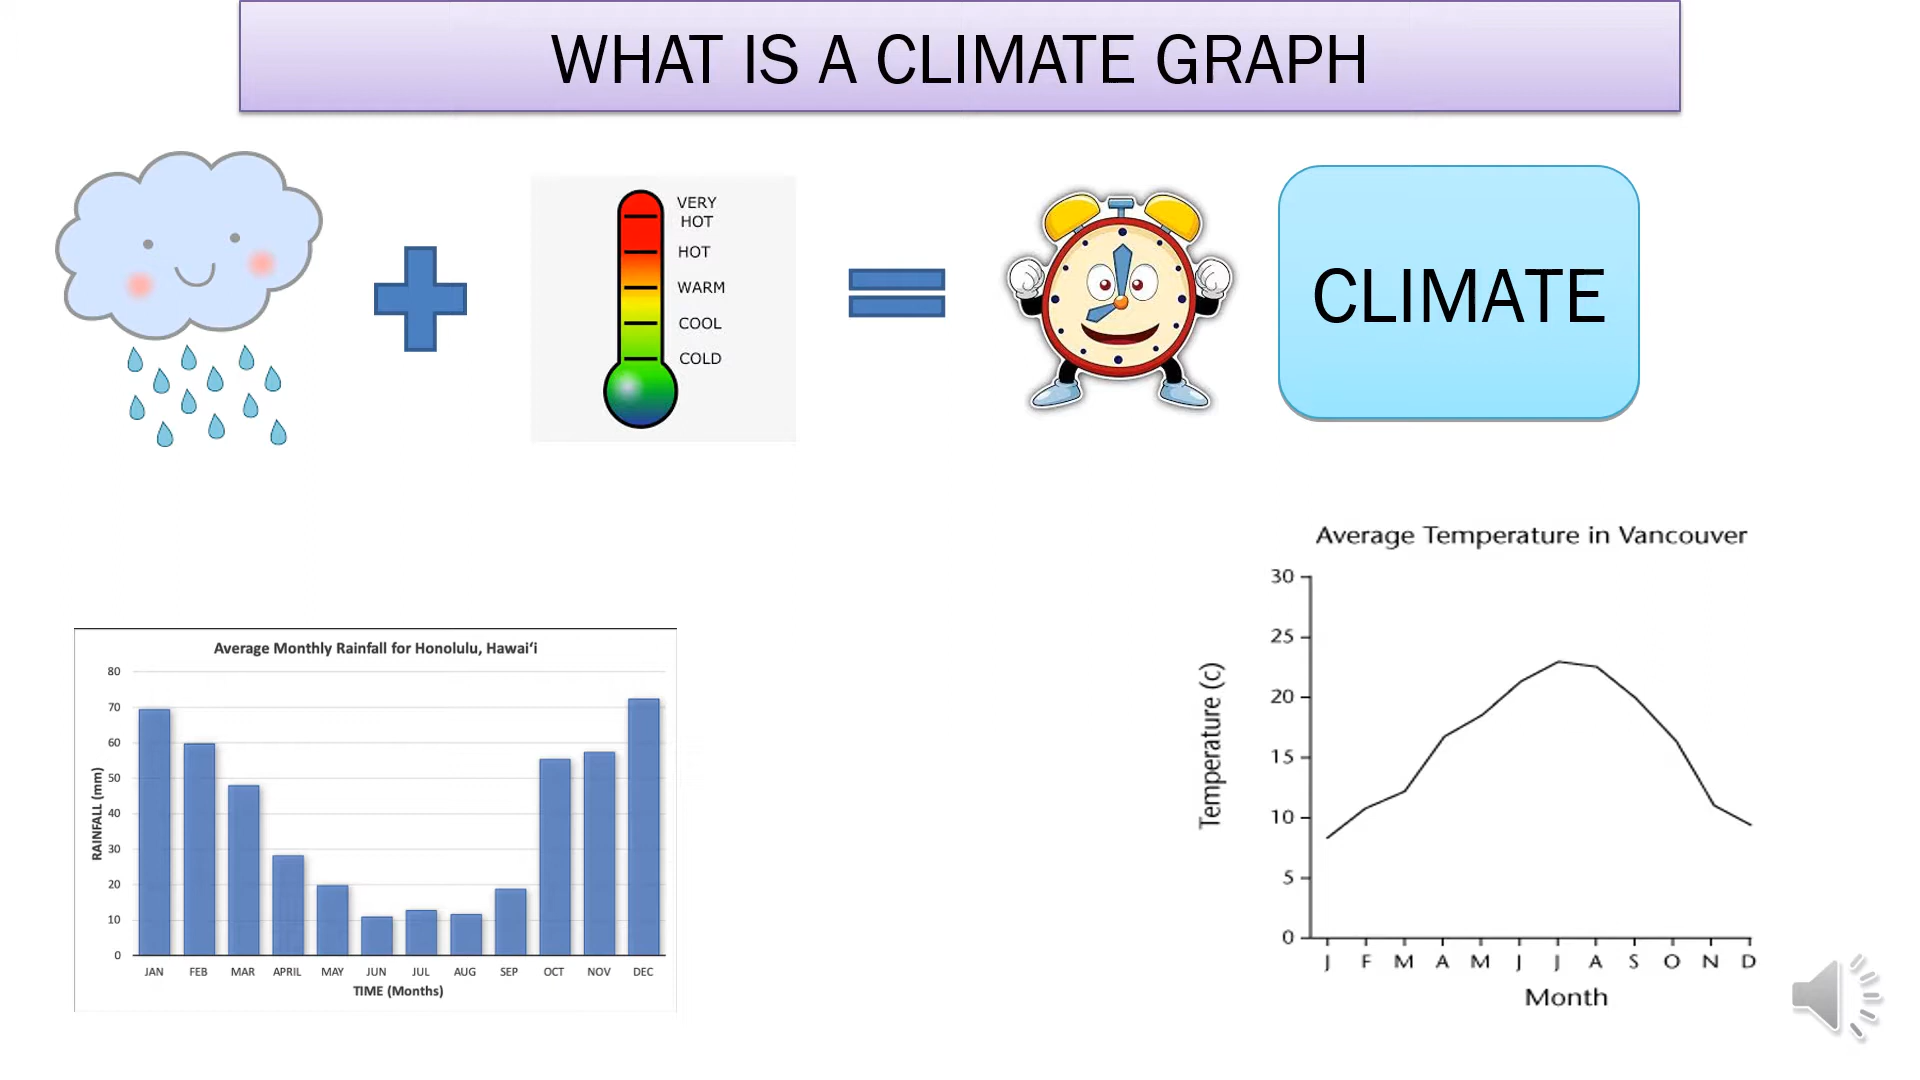 WHAT IS A CLIMATE GRAPH
VERY
HOT
HOT
WARM
COOL
COLD
CLIMATE
Average Monthly Rainfall for Honolulu, Hawaiʻi
80
70
60
50
40
30
20
10
0
RAINFALL (mm)
JAN FEB MAR APRIL MAY JUN JUL AUG SEP OCT NOV DEC
TIME (Months)
Average Temperature in Vancouver
30
25
20
15
10
5
0
Temperature (c)
J F M A M J J A S O N D
Month